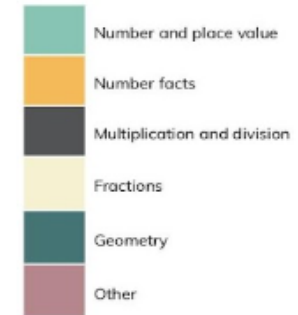 Number and place value
Number facts
Multiplication and division
Fractions
Geometry
Other